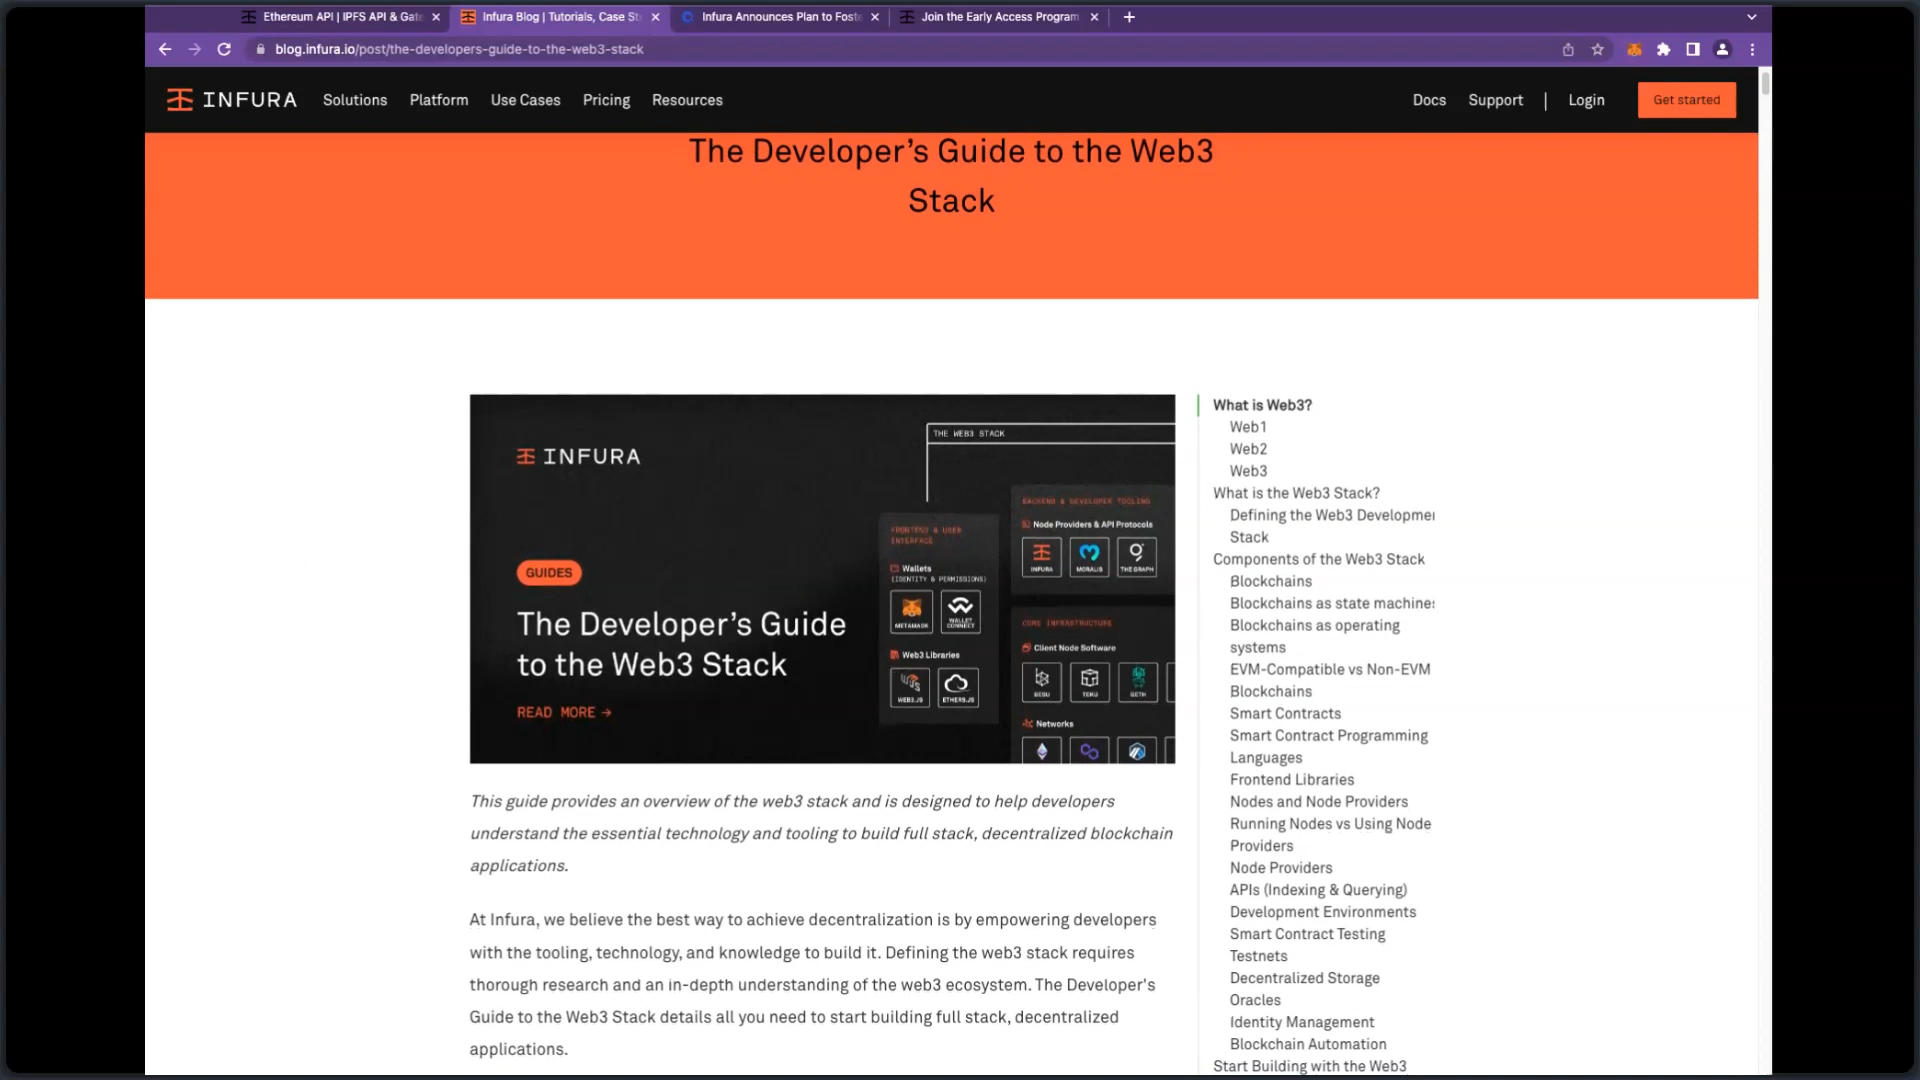 Ethereum API | IPFS API & Gate
Infura Blog | Tutorials, Case St
Infura Announces Plan to Foste
Join the Early Access Program
blog.infura.io/post/the-developers-guide-to-the-web3-stack
INFURA
Solutions
Platform
Use Cases
Pricing
Resources
Docs
Support
|
Login
Get started
The Developer's Guide to the Web3
Stack
INFURA
GUIDES
The Developer's Guide
to the Web3 Stack
READ MORE →
THE WEB3 STACK
FRONTEND & USER
INTERFACE
Wallets
(IDENTITY & PERMISSIONS)
METAMASK
WALLET
CONNECT
Web3 Libraries
WEB3.JS
ETHERS.JS
BACKEND & DEVELOPER TOOLING
Node Providers & API Protocols
INFURA
MORALIS
THE GRAPH
CORE INFRASTRUCTURE
Client Node Software
BESU
TEKU
GETH
Networks
This guide provides an overview of the web3 stack and is designed to help developers
understand the essential technology and tooling to build full stack, decentralized blockchain
applications.
At Infura, we believe the best way to achieve decentralization is by empowering developers
with the tooling, technology, and knowledge to build it. Defining the web3 stack requires
thorough research and an in-depth understanding of the web3 ecosystem. The Developer's
Guide to the Web3 Stack details all you need to start building full stack, decentralized
applications.
What is Web3?
Web1
Web2
Web3
What is the Web3 Stack?
Defining the Web3 Developmen
Stack
Components of the Web3 Stack
Blockchains
Blockchains as state machines
Blockchains as operating
systems
EVM-Compatible vs Non-EVM
Blockchains
Smart Contracts
Smart Contract Programming
Languages
Frontend Libraries
Nodes and Node Providers
Running Nodes vs Using Node
Providers
Node Providers
APIs (Indexing & Querying)
Development Environments
Smart Contract Testing
Testnets
Decentralized Storage
Oracles
Identity Management
Blockchain Automation
Start Building with the Web3